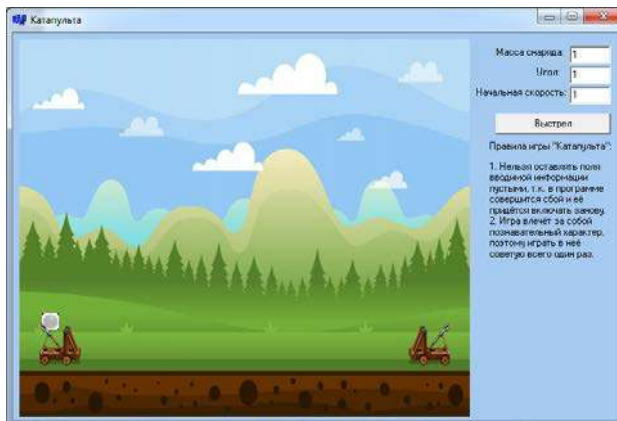 Катапульта
Масса снаряда: 1
Угол: 1
Начальная скорость: 1
Выстрел
Правила игры "Катапульта":
1. Нельзя оставлять поля
вводимой информации
пустыми, т.к. в программе
совершится сбой и её
придётся включать заново.
2. Игра влечёт за собой
познавательный характер,
поэтому играть в неё
советую всего один раз.